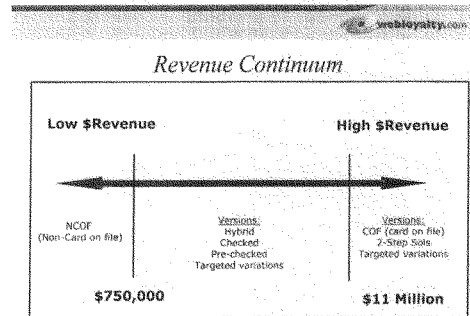 webloyalty.com
Revenue Continuum
Low $Revenue
High $Revenue
NCOF
(Non-Card on file)
Versions:
Hybrid
Checked
Pre-checked
Targeted variations
Versions:
COF (card on file)
2-Step Sols
Targeted variations
$750,000
$11 Million